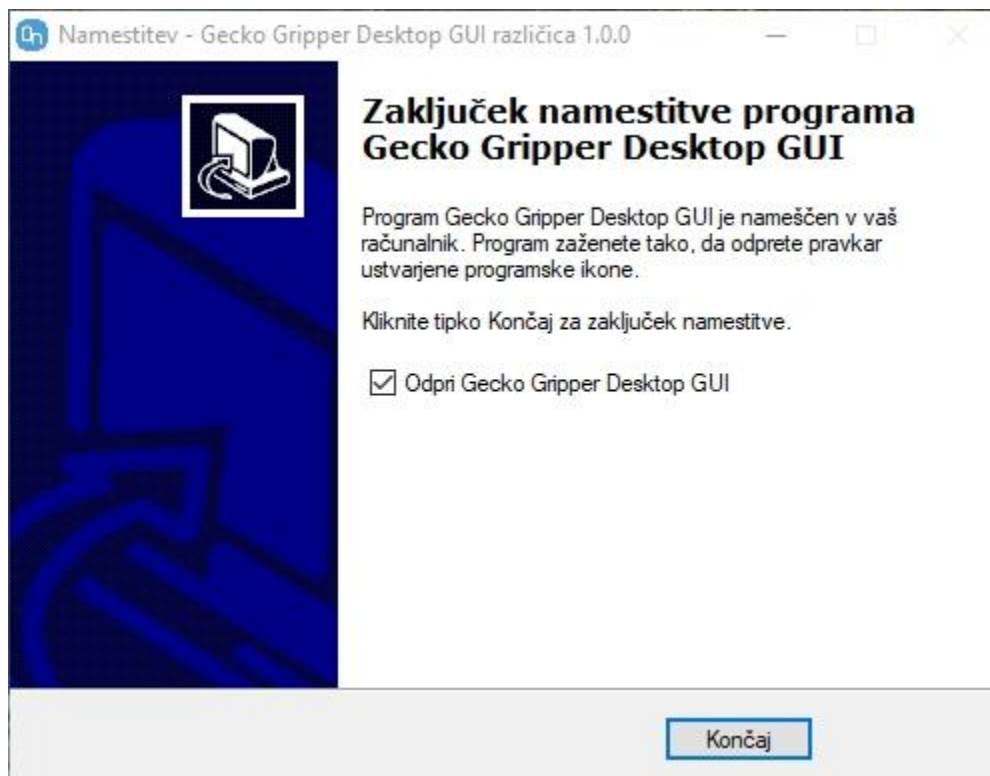 On Namestitev - Gecko Gripper Desktop GUI različica 1.0.0
Zaključek namestitve programa
Gecko Gripper Desktop GUI
Program Gecko Gripper Desktop GUI je nameščen v vaš
računalnik. Program zaženete tako, da odprete pravkar
ustvarjene programske ikone.
Kliknite tipko Končaj za zaključek namestitve.
Odpri Gecko Gripper Desktop GUI
Končaj